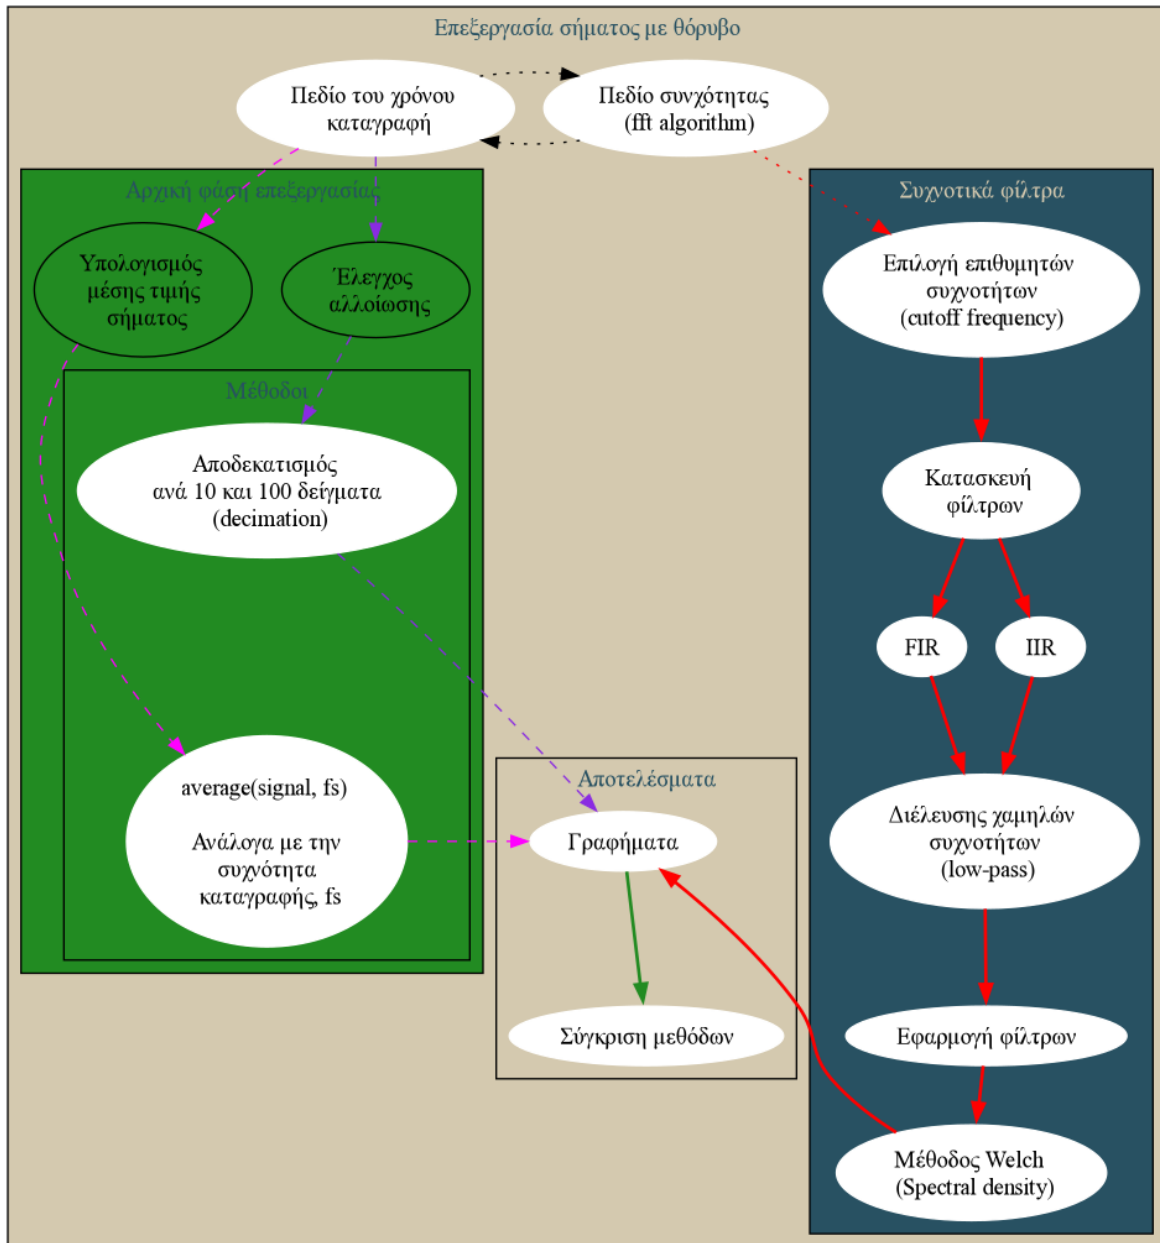 Επεξεργασία σήματος με θόρυβο
Πεδίο του χρόνου
καταγραφή
Πεδίο συνχότητας
(fft algorithm)
Αρχική φάση επεξεργασίας
Υπολογισμός
μέσης τιμής
σήματος
Έλεγχος
αλλοίωσης
Μέθοδοι
Αποδεκατισμός
ανά 10 και 100 δείγματα
(decimation)
average(signal, fs)
Ανάλογα με την
συχνότητα
καταγραφής, fs
Αποτελέσματα
Γραφήματα
Σύγκριση μεθόδων
Συχνοτικά φίλτρα
Επιλογή επιθυμητών
συχνοτήτων
(cutoff frequency)
Κατασκευή
φίλτρων
FIR
IIR
Διέλευσης χαμηλών
συχνοτήτων
(low-pass)
Εφαρμογή φίλτρων
Μέθοδος Welch
(Spectral density)